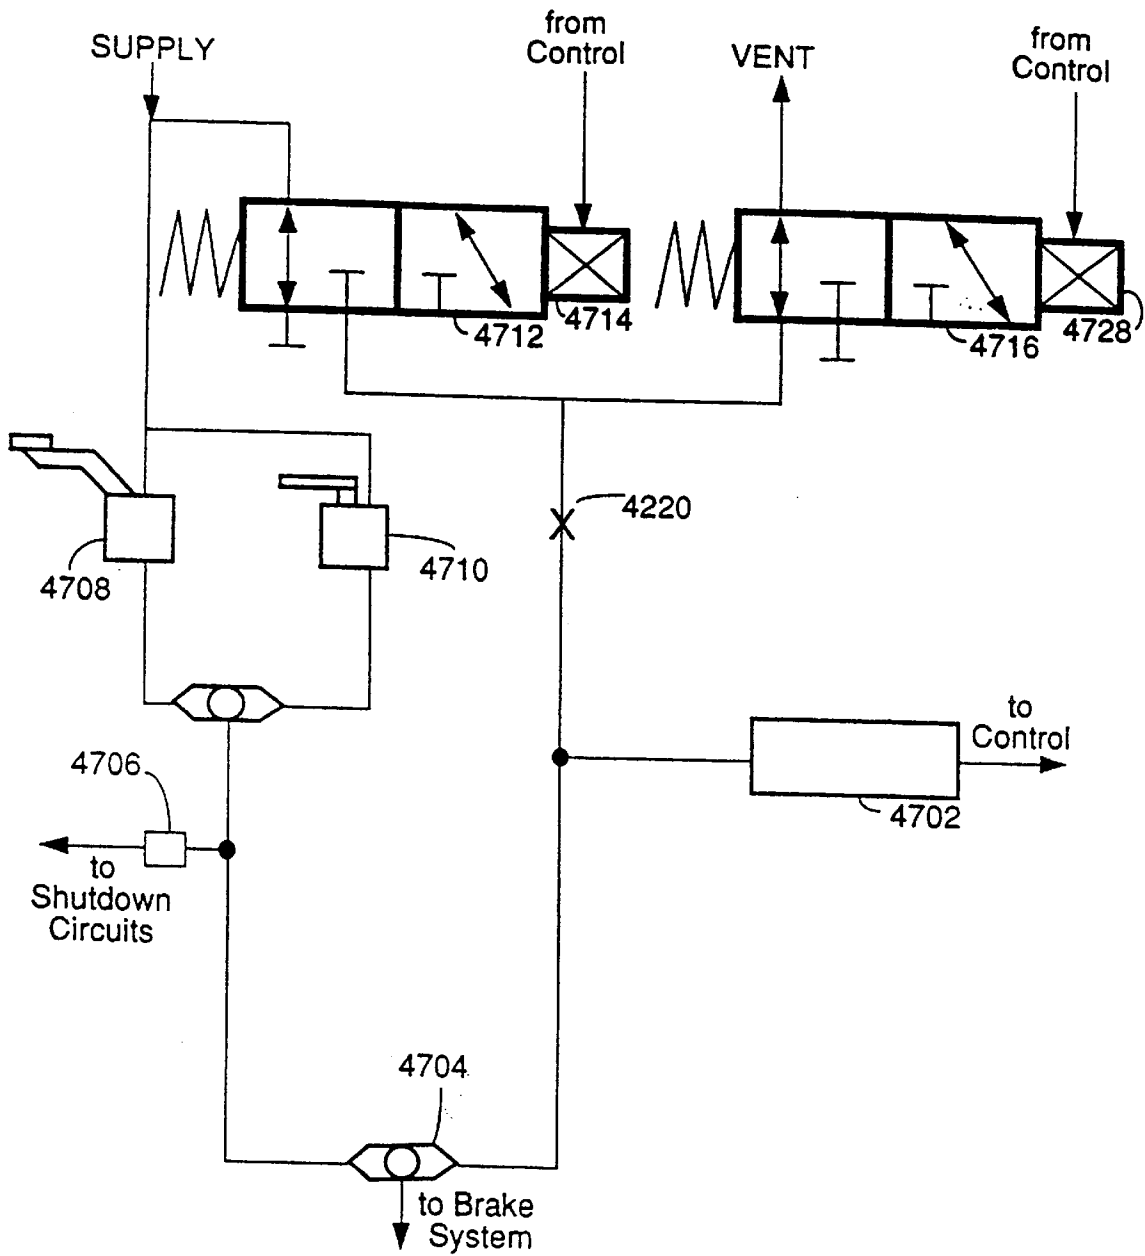 from
Control
SUPPLY
VENT
from
Control
4712
4714
4716
4728
4220
4708
4710
to
Control
4706
4702
to
Shutdown
Circuits
4704
to Brake
System